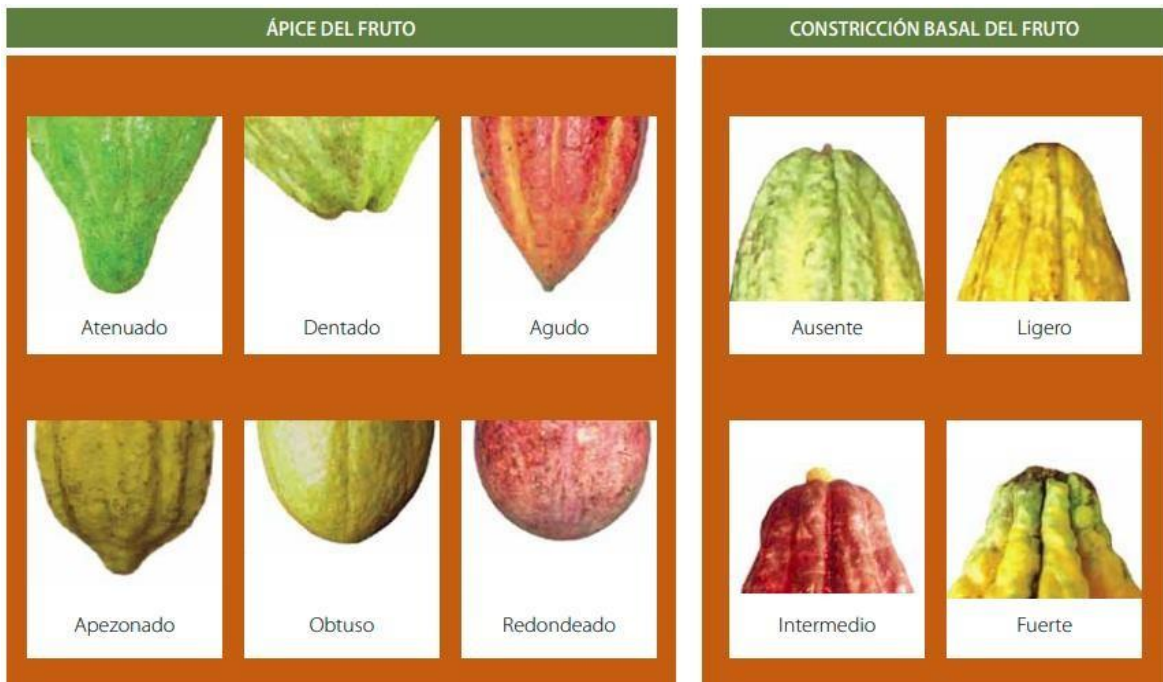 ÁPICE DEL FRUTO
Atenuado
Dentado
Agudo
Apezonado
Obtuso
Redondeado
CONSTRICCIÓN BASAL DEL FRUTO
Ausente
Ligero
Intermedio
Fuerte